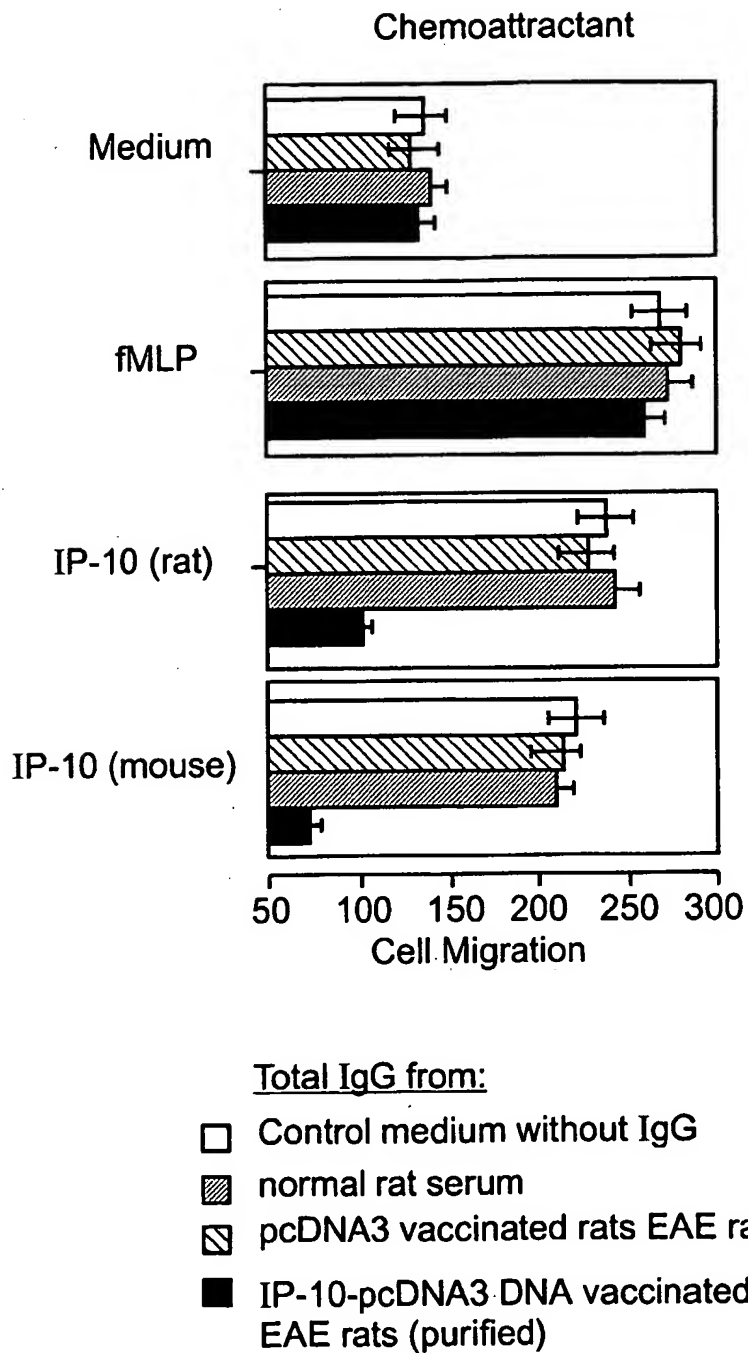 Chemoattractant
Medium
fMLP
IP-10 (rat)
IP-10 (mouse)
50 100 150 200 250 300
Cell Migration
Total IgG from:
Control medium without IgG
normal rat serum
pcDNA3 vaccinated rats EAE
IP-10-pcDNA3 DNA vaccinated
EAE rats (purified)